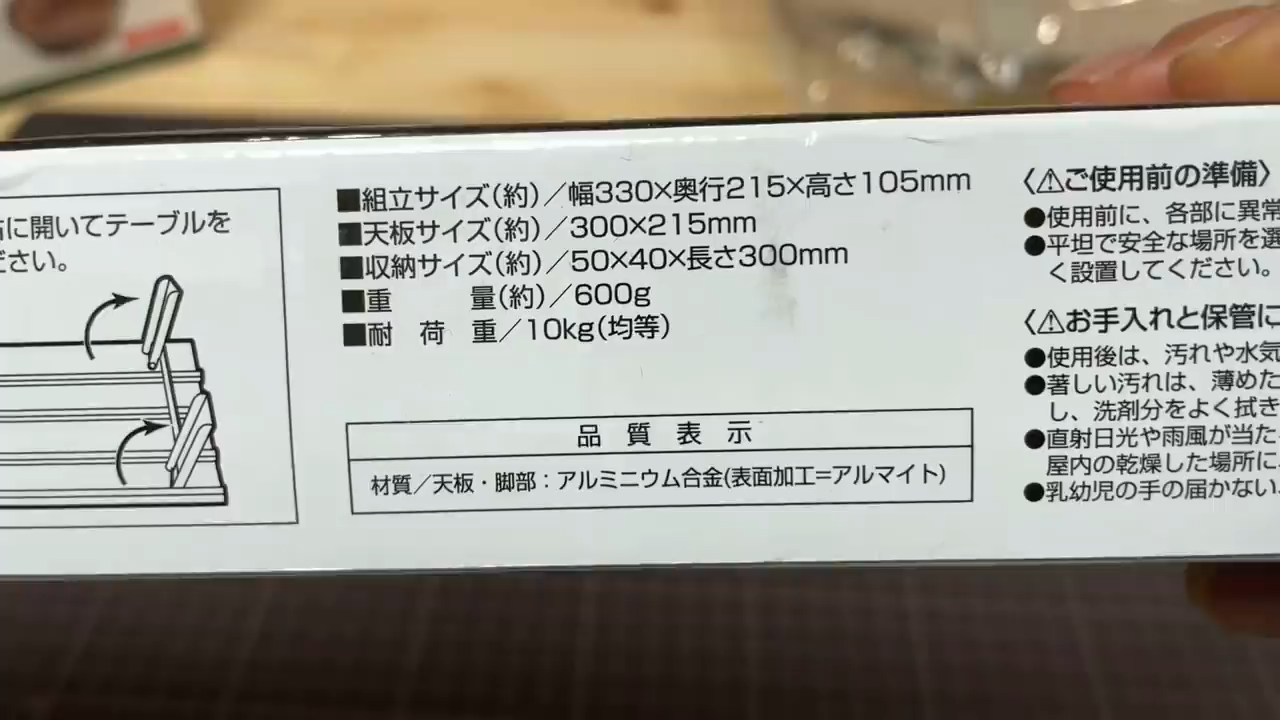 に開いてテーブルを
ださい。
■組立サイズ(約)／幅330×奥行215×高さ105mm
■天板サイズ(約)／300×215mm
■収納サイズ(約)／50×40×長さ300mm
■重　　量(約)／600g
■耐　荷　重／10kg(均等)
品　質　表　示
材質／天板・脚部：アルミニウム合金(表面加工=アルマイト)
〈⚠ご使用前の準備〉
●使用前に、各部に異常
●平坦で安全な場所を選
く設置してください。
〈⚠お手入れと保管に
●使用後は、汚れや水気
●著しい汚れは、薄めた
し、洗剤分をよく拭き
●直射日光や雨風が当た
屋内の乾燥した場所に
●乳幼児の手の届かない